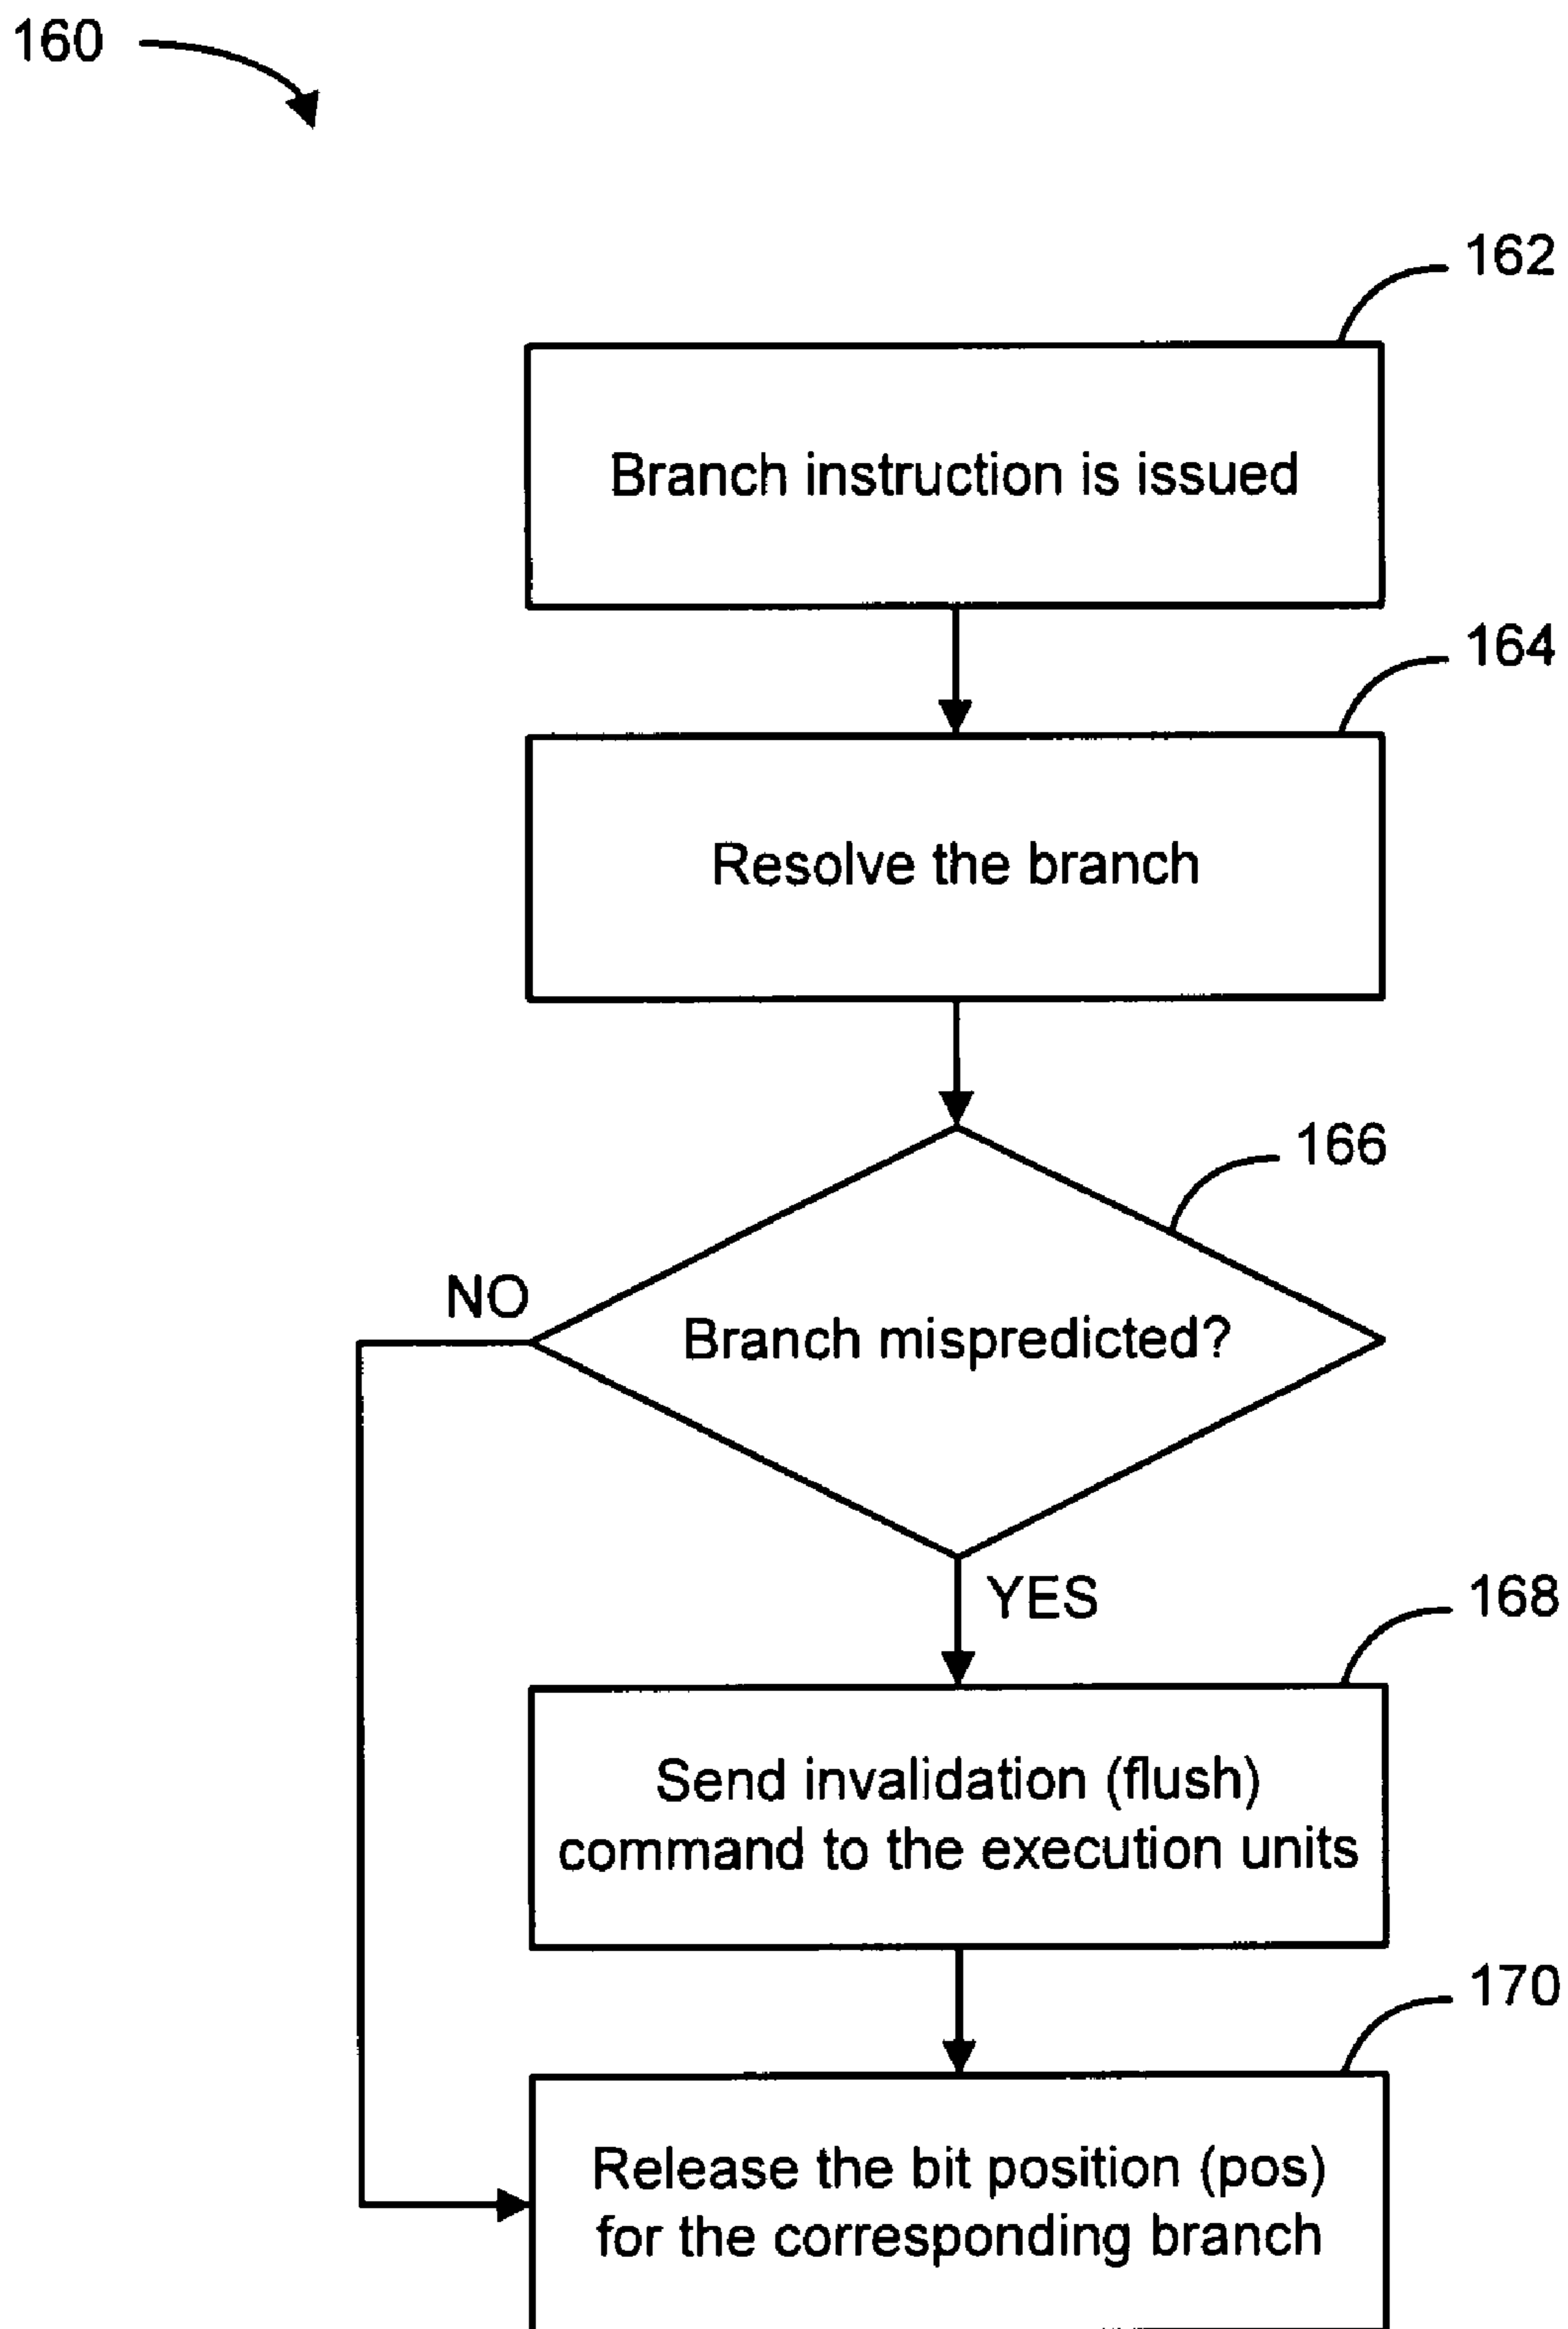 160
162
Branch instruction is issued
164
Resolve the branch
166
NO
Branch mispredicted?
YES
168
Send invalidation (flush)
command to the execution units
170
Release the bit position (pos)
for the corresponding branch